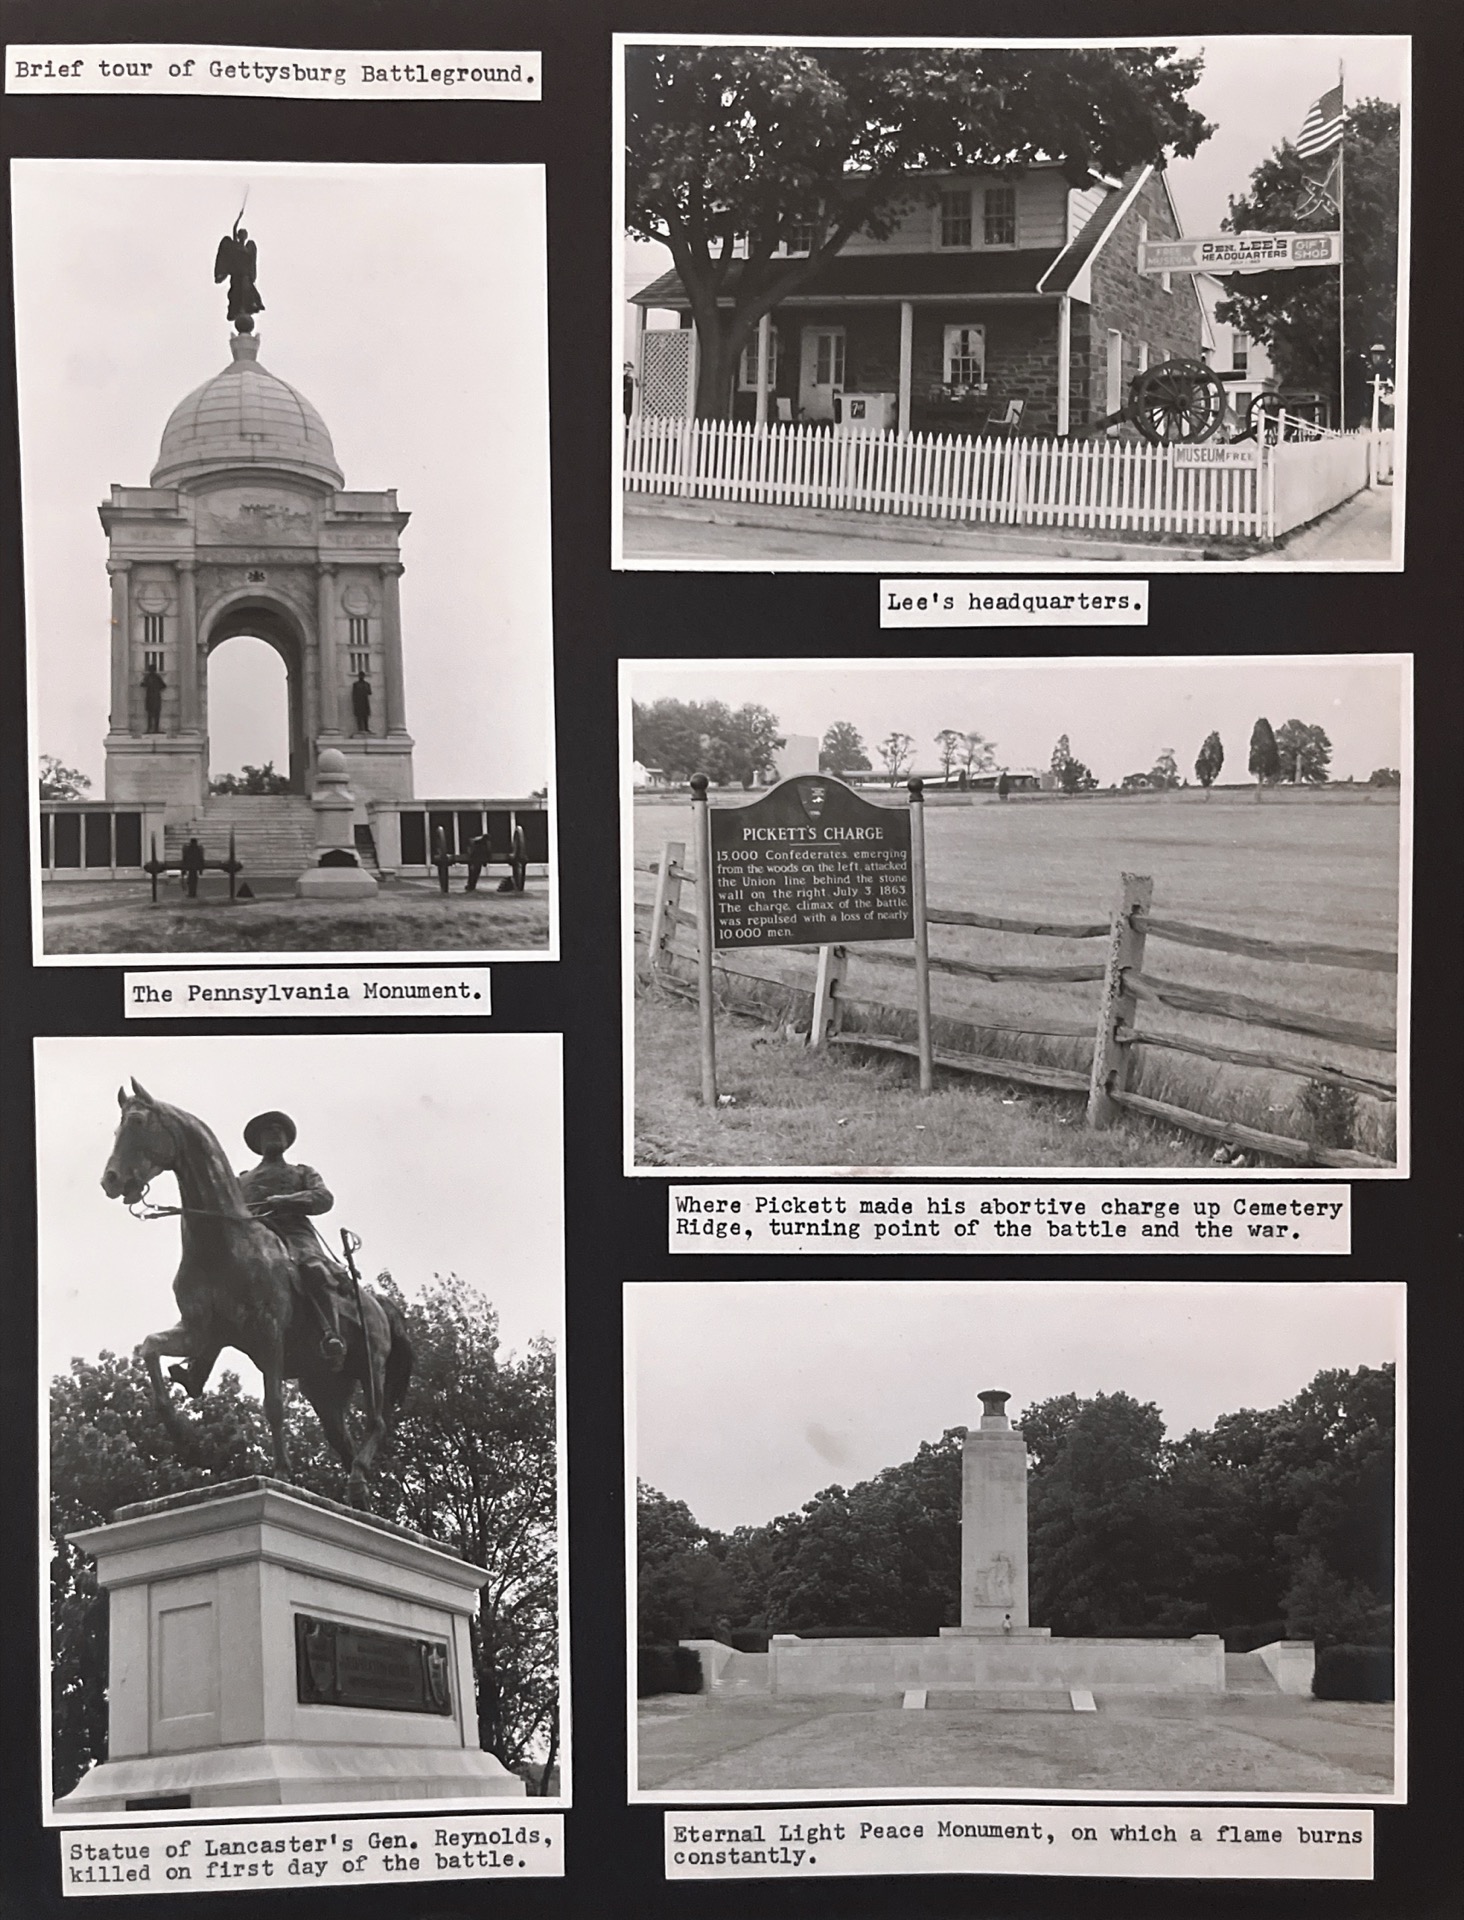 Brief tour of Gettysburg Battleground.
MEADE
REYNOLDS
PENNSYLVANIA
The Pennsylvania Monument.
Statue of Lancaster's Gen. Reynolds,
killed on first day of the battle.
FREE
MUSEUM
GEN. LEE'S
HEADQUARTERS
GIFT
SHOP
7up
MUSEUM FREE
Lee's headquarters.
PICKETT'S CHARGE
15,000 Confederates, emerging
from the woods on the left, attacked
the Union line behind the stone
wall on the right, July 3, 1863.
The charge, climax of the battle,
was repulsed with a loss of nearly
10,000 men.
Where Pickett made his abortive charge up Cemetery
Ridge, turning point of the battle and the war.
Eternal Light Peace Monument, on which a flame burns
constantly.